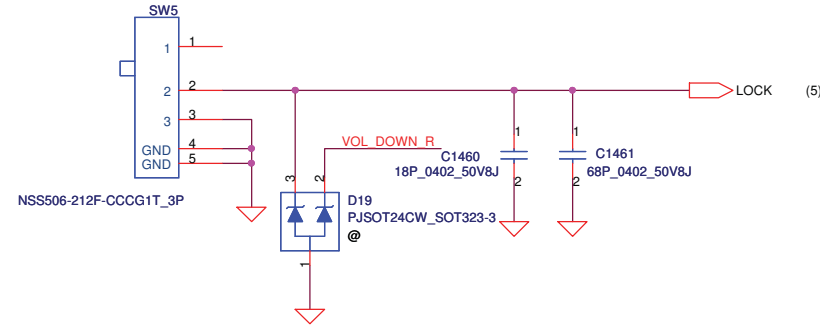 SW5
1 1
2 2
LOCK (5)
3 3
GND 4
GND 5
VOL_DOWN_R
1 1
C1460 C1461
18P_0402_50V8J 68P_0402_50V8J
2 2
3 2
NSS506-212F-CCCG1T_3P
D19
PJSOT24CW_SOT323-3
@
1